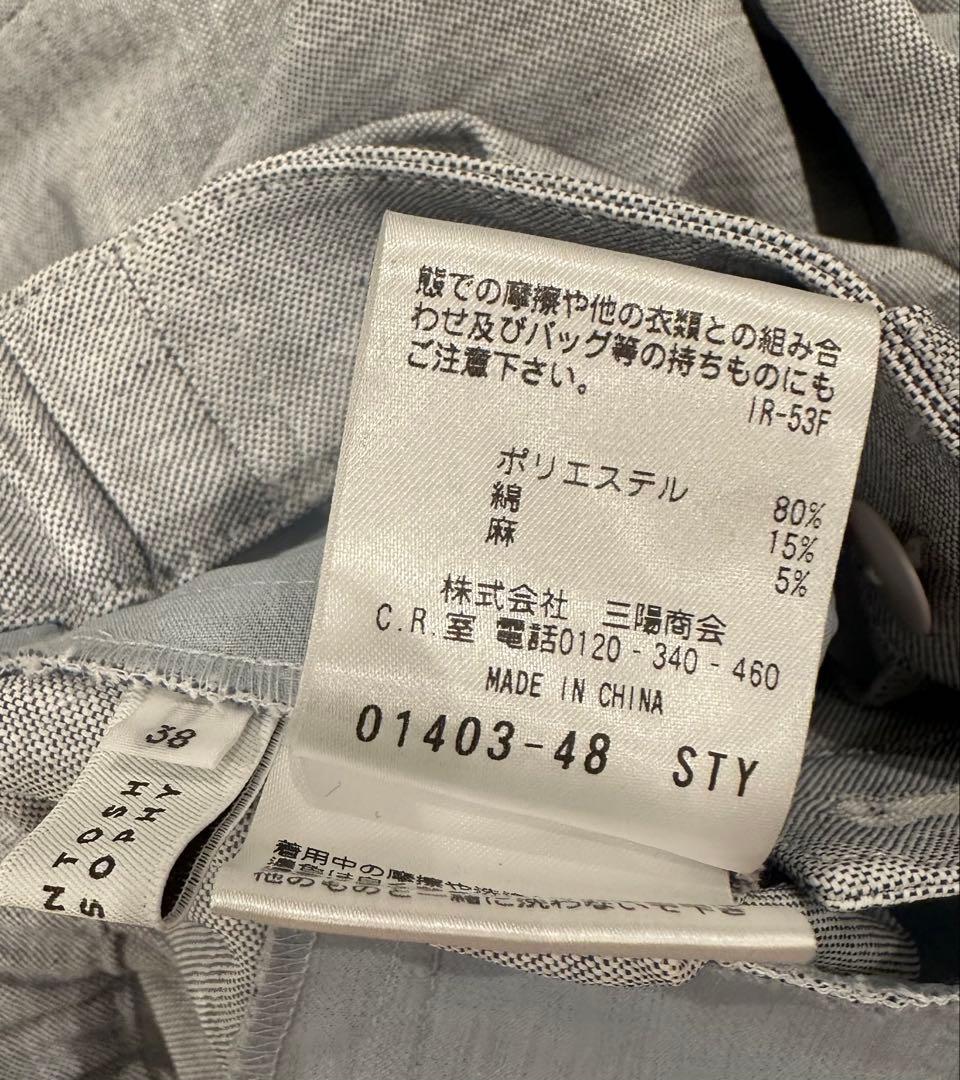 態での摩擦や他の衣類との組み合
わせ及びバッグ等の持ちものにも
ご注意下さい。
IR-53F
ポリエステル 80%
綿 15%
麻 5%
株式会社 三陽商会
C.R.室 電話0120-340-460
MADE IN CHINA
01403-48 STY
38
N TOSH
SOPHY
着用中の摩擦や洗
他のものを一緒に洗わないで下さ